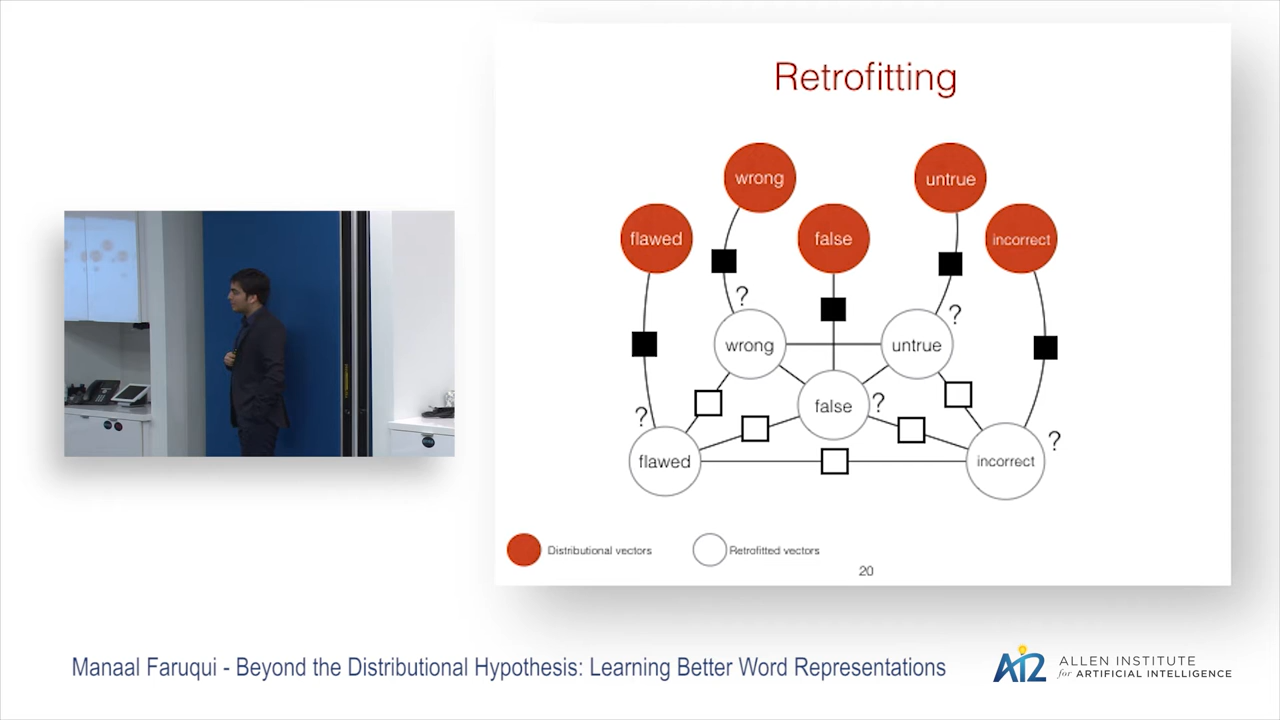 Retrofitting
wrong
untrue
flawed
false
incorrect
?
?
wrong
untrue
?
false
?
?
flawed
incorrect
Distributional vectors
Retrofitted vectors
20
Manaal Faruqui - Beyond the Distributional Hypothesis: Learning Better Word Representations
AI2
ALLEN INSTITUTE
for ARTIFICIAL INTELLIGENCE